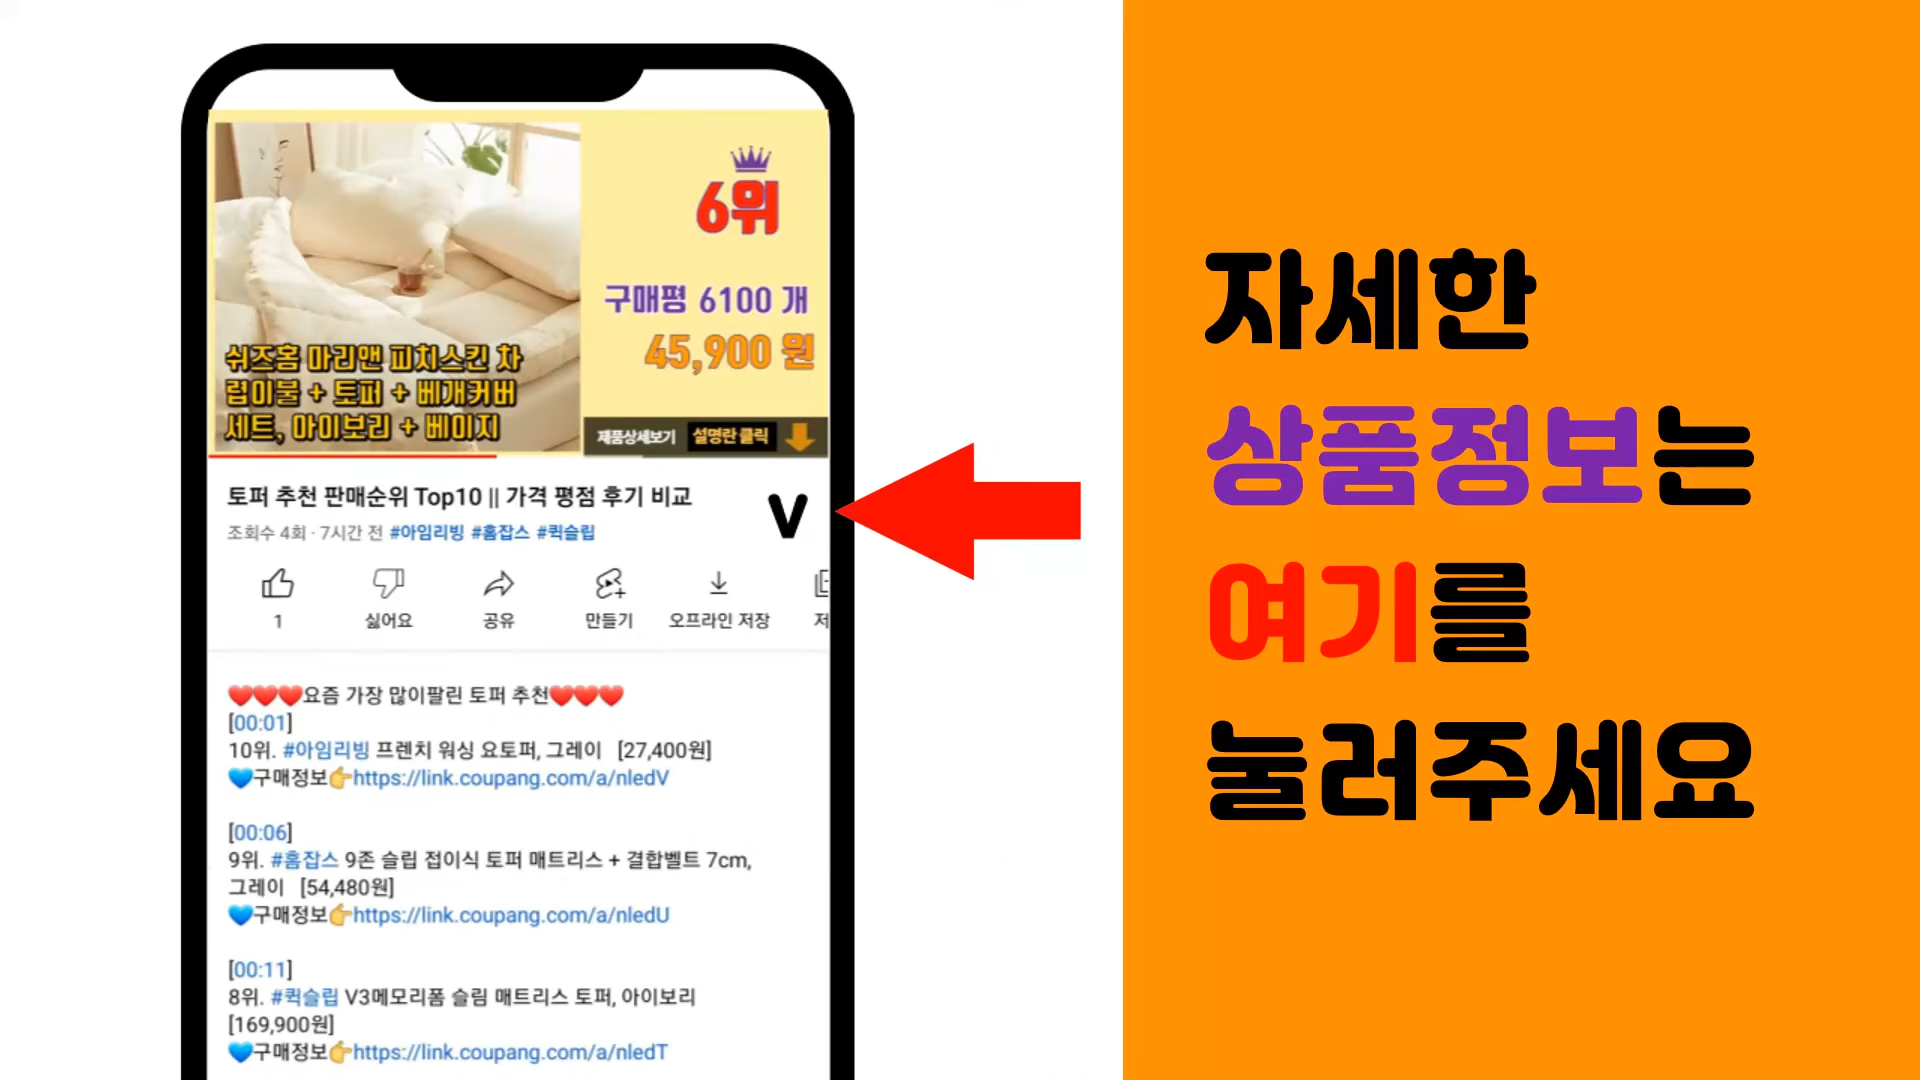 6위
구매평 6100 개
45,900 원
쉬즈홈 마리앤 피치스킨 차
렵이불 + 토퍼 + 베개커버
세트, 아이보리 + 베이지
제품상세보기 설명란 클릭
토퍼 추천 판매순위 Top10 || 가격 평점 후기 비교
V
조회수 4회 · 7시간 전 #아임리빙 #홈잡스 #퀵슬립
1 싫어요 공유 만들기 오프라인 저장 저
❤️❤️❤️요즘 가장 많이팔린 토퍼 추천❤️❤️❤️
[00:01]
10위. #아임리빙 프렌치 워싱 요토퍼, 그레이 [27,400원]
💙구매정보👉https://link.coupang.com/a/nledV
[00:06]
9위. #홈잡스 9존 슬립 접이식 토퍼 매트리스 + 결합벨트 7cm,
그레이 [54,480원]
💙구매정보👉https://link.coupang.com/a/nledU
[00:11]
8위. #퀵슬립 V3메모리폼 슬림 매트리스 토퍼, 아이보리
[169,900원]
💙구매정보👉https://link.coupang.com/a/nledT
자세한
상품정보는
여기를
눌러주세요